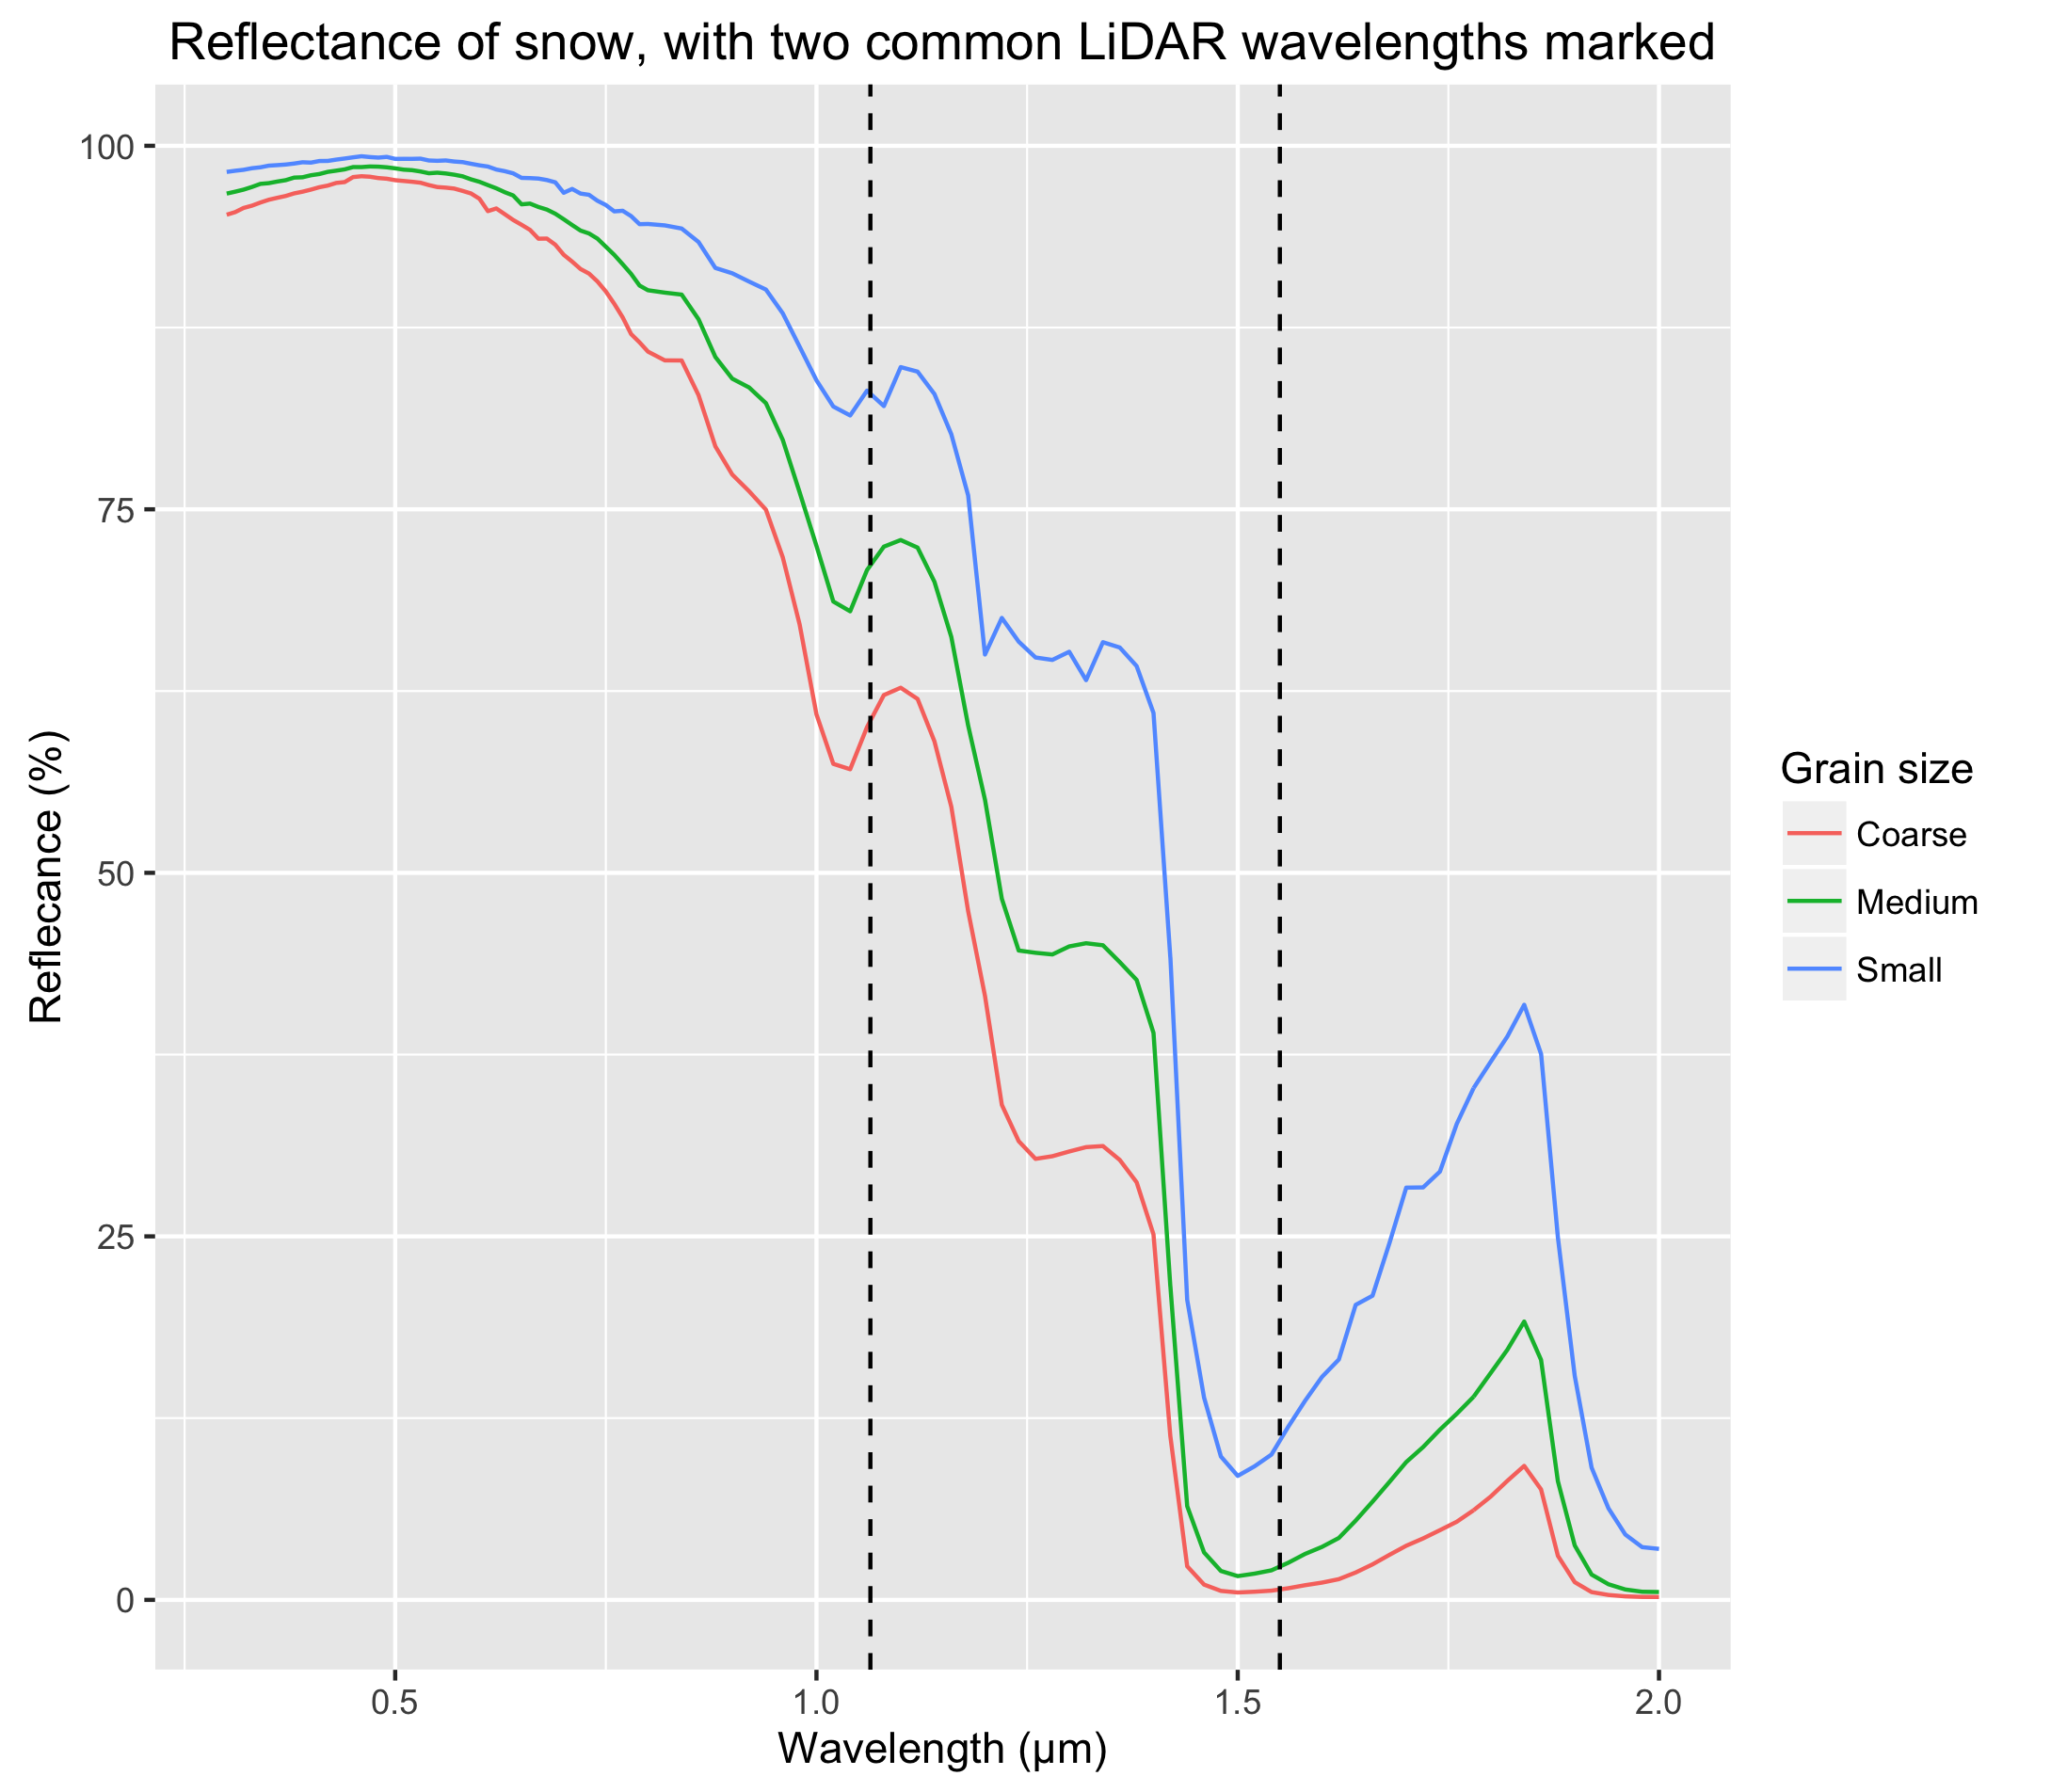 Reflectance of snow, with two common LiDAR wavelengths marked
100
75
50
25
0
Reflecance (%)
0.5
1.0
1.5
2.0
Wavelength (μm)
Grain size
Coarse
Medium
Small